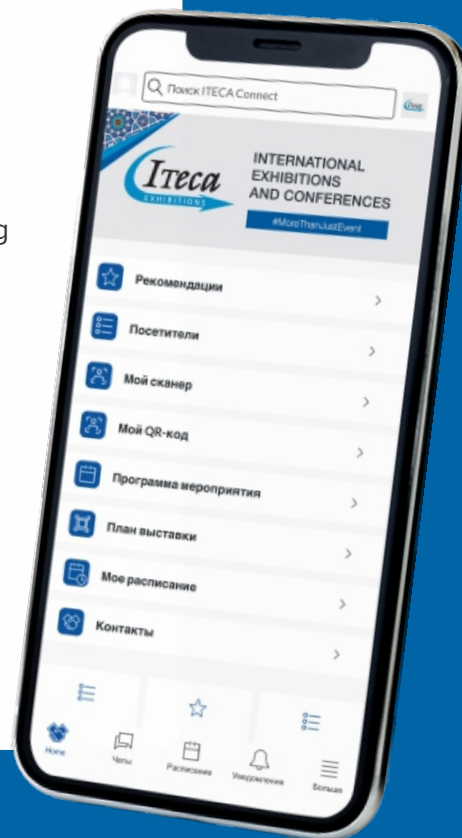 g
Поиск ITECA Connect
ITECA
EXHIBITIONS
INTERNATIONAL
EXHIBITIONS
AND CONFERENCES
#MoreThanJustEvent
Рекомендации
Посетители
Мой сканер
Мой QR-код
Программа мероприятия
План выставки
Мое расписание
Контакты
Home
Чаты
Расписание
Уведомления
Больше